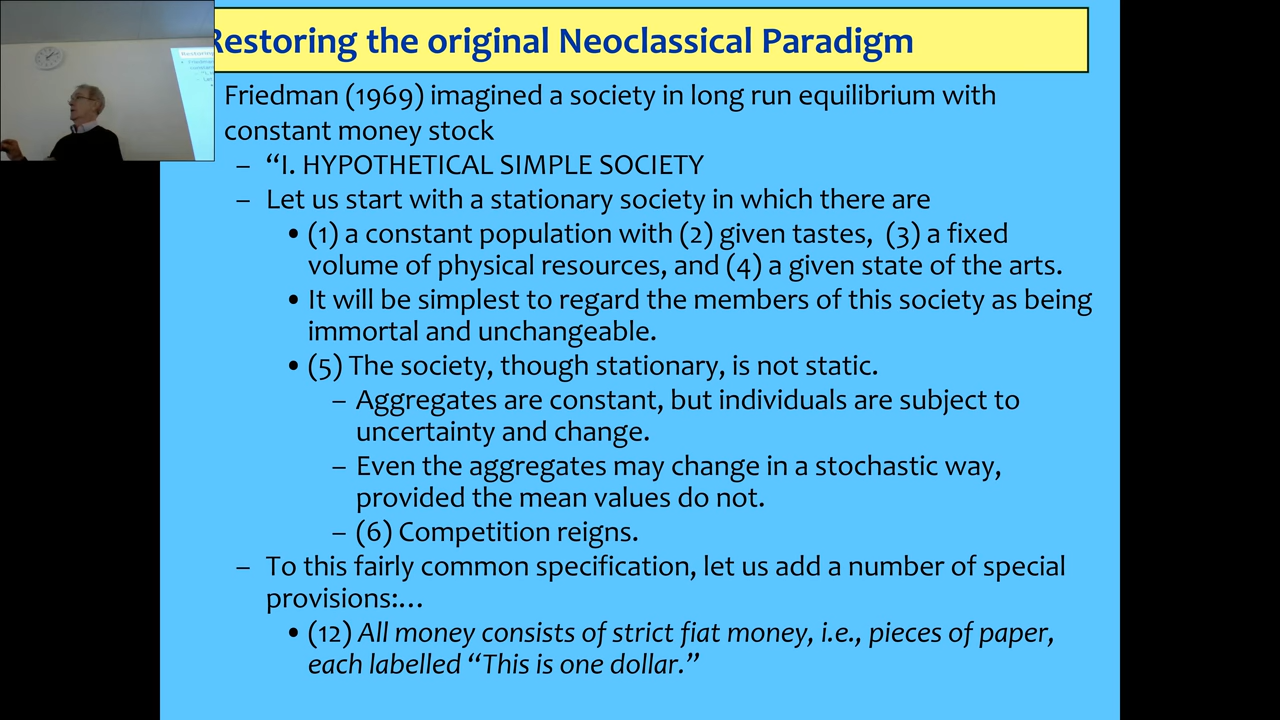 Restoring the original Neoclassical Paradigm
Friedman (1969) imagined a society in long run equilibrium with
constant money stock
– “I. HYPOTHETICAL SIMPLE SOCIETY
– Let us start with a stationary society in which there are
• (1) a constant population with (2) given tastes, (3) a fixed
volume of physical resources, and (4) a given state of the arts.
• It will be simplest to regard the members of this society as being
immortal and unchangeable.
• (5) The society, though stationary, is not static.
– Aggregates are constant, but individuals are subject to
uncertainty and change.
– Even the aggregates may change in a stochastic way,
provided the mean values do not.
– (6) Competition reigns.
– To this fairly common specification, let us add a number of special
provisions:…
• (12) All money consists of strict fiat money, i.e., pieces of paper,
each labelled “This is one dollar.”